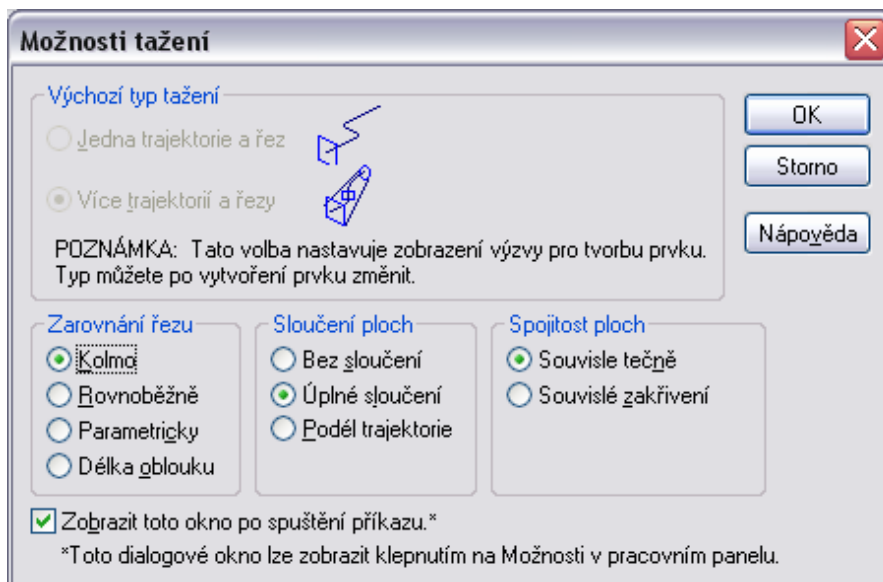 Možnosti tažení
Výchozí typ tažení
Jedna trajektorie a řez
Více trajektorií a řezy
POZNÁMKA: Tato volba nastavuje zobrazení výzvy pro tvorbu prvku.
Typ můžete po vytvoření prvku změnit.
OK
Storno
Nápověda
Zarovnání řezu
Kolmo
Rovnoběžně
Parametricky
Délka oblouku
Sloučení ploch
Bez sloučení
Úplné sloučení
Podél trajektorie
Spojitost ploch
Souvisle tečně
Souvislé zakřivení
Zobrazit toto okno po spuštění příkazu.*
*Toto dialogové okno lze zobrazit klepnutím na Možnosti v pracovním panelu.